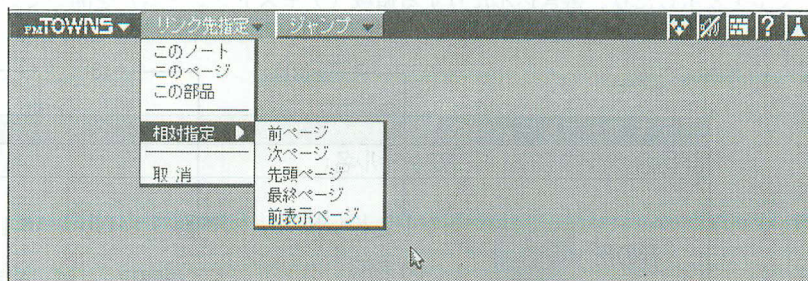 FMTOWNS リンク先指定 ジャンプ ?
このノート
このページ
この部品
相対指定
取 消
前ページ
次ページ
先頭ページ
最終ページ
前表示ページ